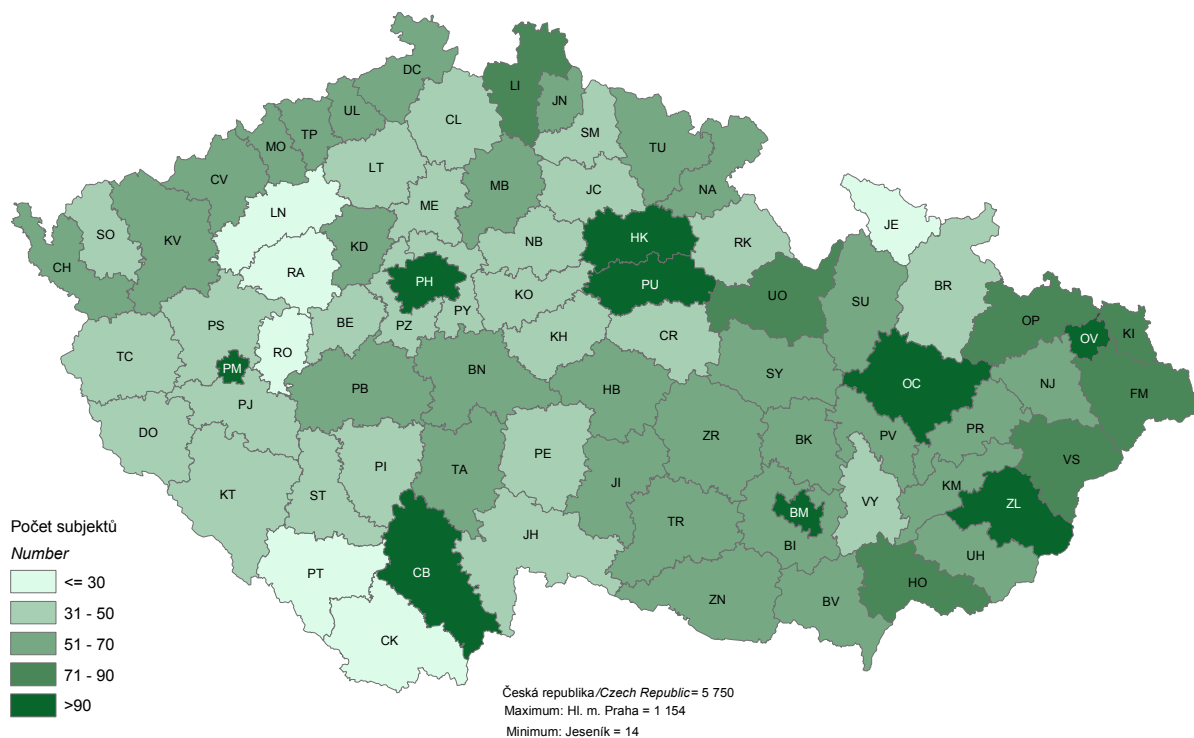 DC
LI
JN
UL
CL
SM
TP
MO
TU
LT
CV
MB
JC
NA
ME
LN
SO
KV
KD
NB
HK
RK
JE
CH
RA
PH
KO
PU
UO
SU
BR
PS
BE
PZ
PY
OP
KI
TC
RO
KH
CR
OV
PM
BN
SY
OC
NJ
FM
PB
HB
PJ
DO
ZR
BK
PV
PR
VS
PI
TA
PE
KT
ST
JI
KM
VY
ZL
BM
TR
JH
BI
UH
PT
CB
HO
ZN
BV
CK
Počet subjektů
Number
<= 30
31 - 50
51 - 70
71 - 90
>90
Česká republika/Czech Republic= 5 750
Maximum: Hl. m. Praha = 1 154
Minimum: Jeseník = 14